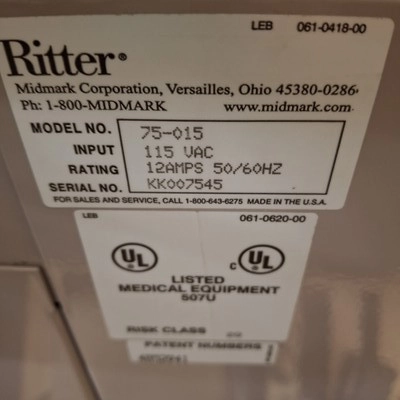 LEB 061-0418-00
Ritter®
Midmark Corporation, Versailles, Ohio 45380-0286
Ph: 1-800-MIDMARK www.midmark.com
MODEL NO. 75-015
INPUT 115 VAC
RATING 12AMPS 50/60HZ
SERIAL NO. KK007545
FOR SALES AND SERVICE, CALL 1-800-643-6275 MADE IN THE U.S.A.
LEB 061-0620-00
UL ® C UL ®
LISTED
MEDICAL EQUIPMENT
507U
RISK CLASS
PATENT NUMBERS